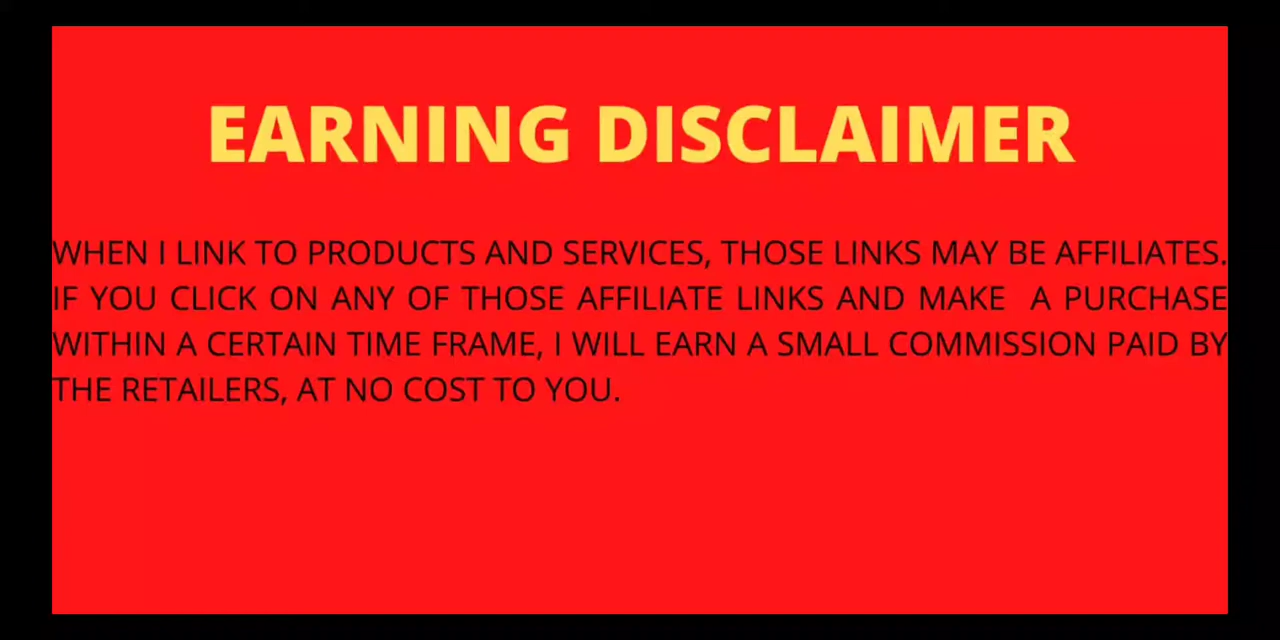 EARNING DISCLAIMER
WHEN I LINK TO PRODUCTS AND SERVICES, THOSE LINKS MAY BE AFFILIATES.
IF YOU CLICK ON ANY OF THOSE AFFILIATE LINKS AND MAKE  A PURCHASE
WITHIN A CERTAIN TIME FRAME, I WILL EARN A SMALL COMMISSION PAID BY
THE RETAILERS, AT NO COST TO YOU.